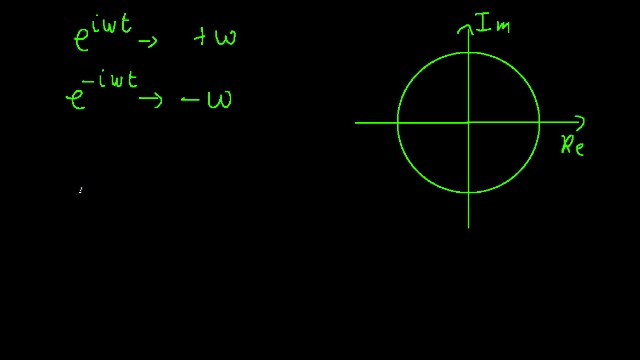 e^{iwt} → +w
e^{-iwt} → -w
Im
Re